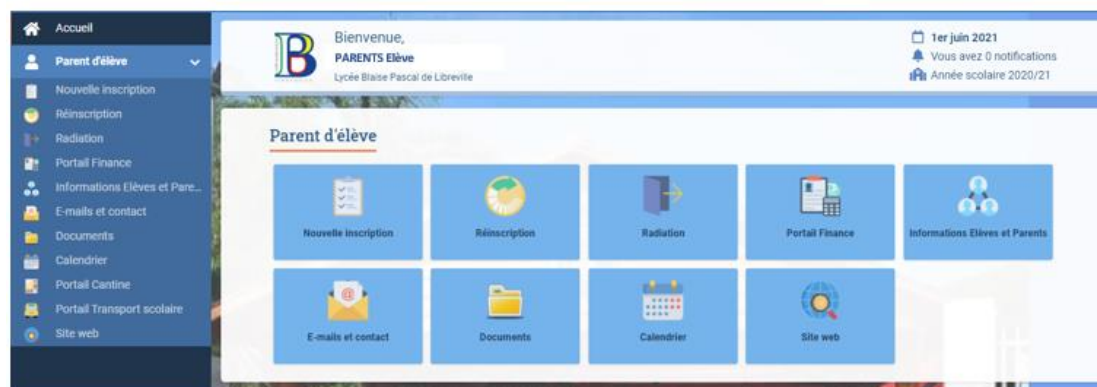 Accueil
Parent d'élève
Nouvelle inscription
Réinscription
Radiation
Portail Finance
Informations Elèves et Pare...
E-mails et contact
Documents
Calendrier
Portail Cantine
Portail Transport scolaire
Site web
B
Bienvenue,
PARENTS Elève
Lycée Blaise Pascal de Libreville
1er juin 2021
Vous avez 0 notifications
Année scolaire 2020/21
Parent d'élève
Nouvelle inscription
Réinscription
Radiation
Portail Finance
Informations Elèves et Parents
E-mails et contact
Documents
Calendrier
Site web